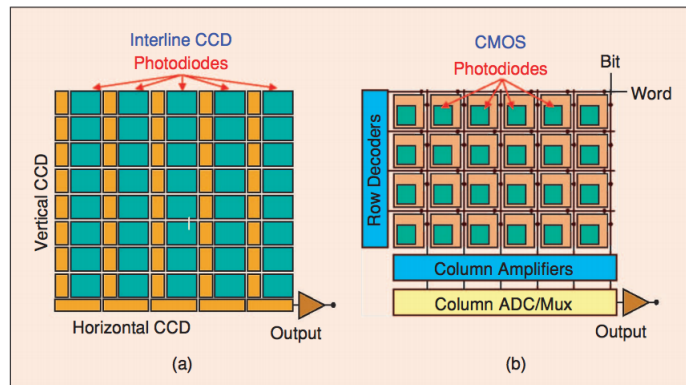 Interline CCD
Photodiodes
Vertical CCD
Horizontal CCD
Output
(a)
CMOS
Photodiodes
Bit
Word
Row Decoders
Column Amplifiers
Column ADC/Mux
Output
(b)